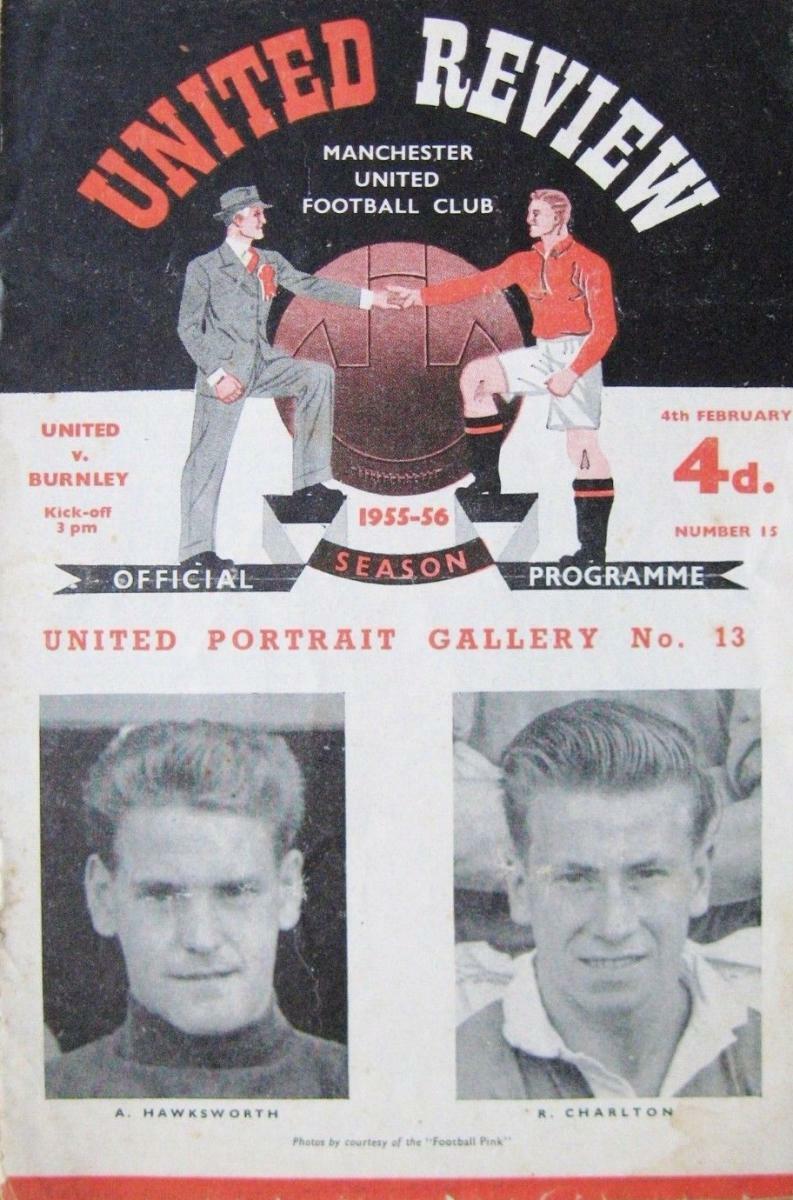 UNITED REVIEW
MANCHESTER
UNITED
FOOTBALL CLUB
UNITED
v.
BURNLEY
Kick-off
3 pm
4th FEBRUARY
4d.
NUMBER 15
1955-56
OFFICIAL SEASON PROGRAMME
UNITED PORTRAIT GALLERY No. 13
A. HAWKSWORTH
R. CHARLTON
Photos by courtesy of the "Football Pink"